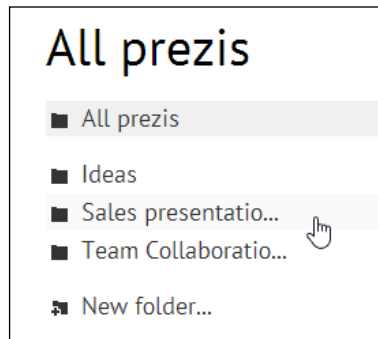 All prezis
All prezis
Ideas
Sales presentatio...
Team Collaboratio...
New folder...